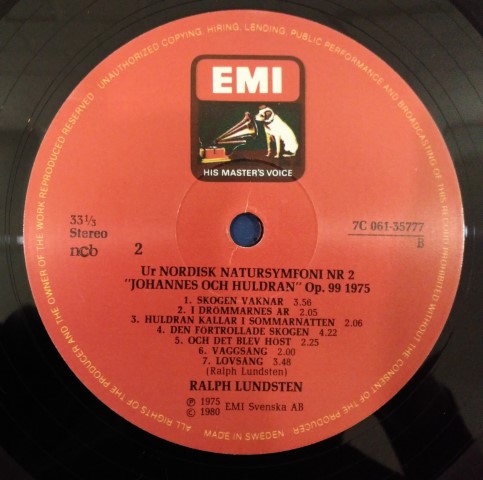 UNAUTHORIZED COPYING, HIRING, LENDING, PUBLIC PERFORMANCE AND BROADCASTING OF THIS RECORD PROHIBITED WITHOUT THE CONSENT OF THE PRODUCER
ALL RIGHTS OF THE PRODUCER AND THE OWNER OF THE WORK REPRODUCED RESERVED
EMI
HIS MASTER'S VOICE
33 1/3
Stereo
ncb
2
7C 061-35777
B
Ur NORDISK NATURSYMFONI NR 2
"JOHANNES OCH HULDRAN" Op. 99 1975
1. SKOGEN VAKNAR 3.56
2. I DRÖMMARNES ÅR 2.05
3. HULDRAN KALLAR I SOMMARNATTEN 2.06
4. DEN FÖRTROLLADE SKOGEN 4.22
5. OCH DET BLEV HÖST 2.25
6. VAGGSÅNG 2.00
7. LOVSÅNG 3.48
(Ralph Lundsten)
RALPH LUNDSTEN
℗ 1975
© 1980 EMI Svenska AB
MADE IN SWEDEN